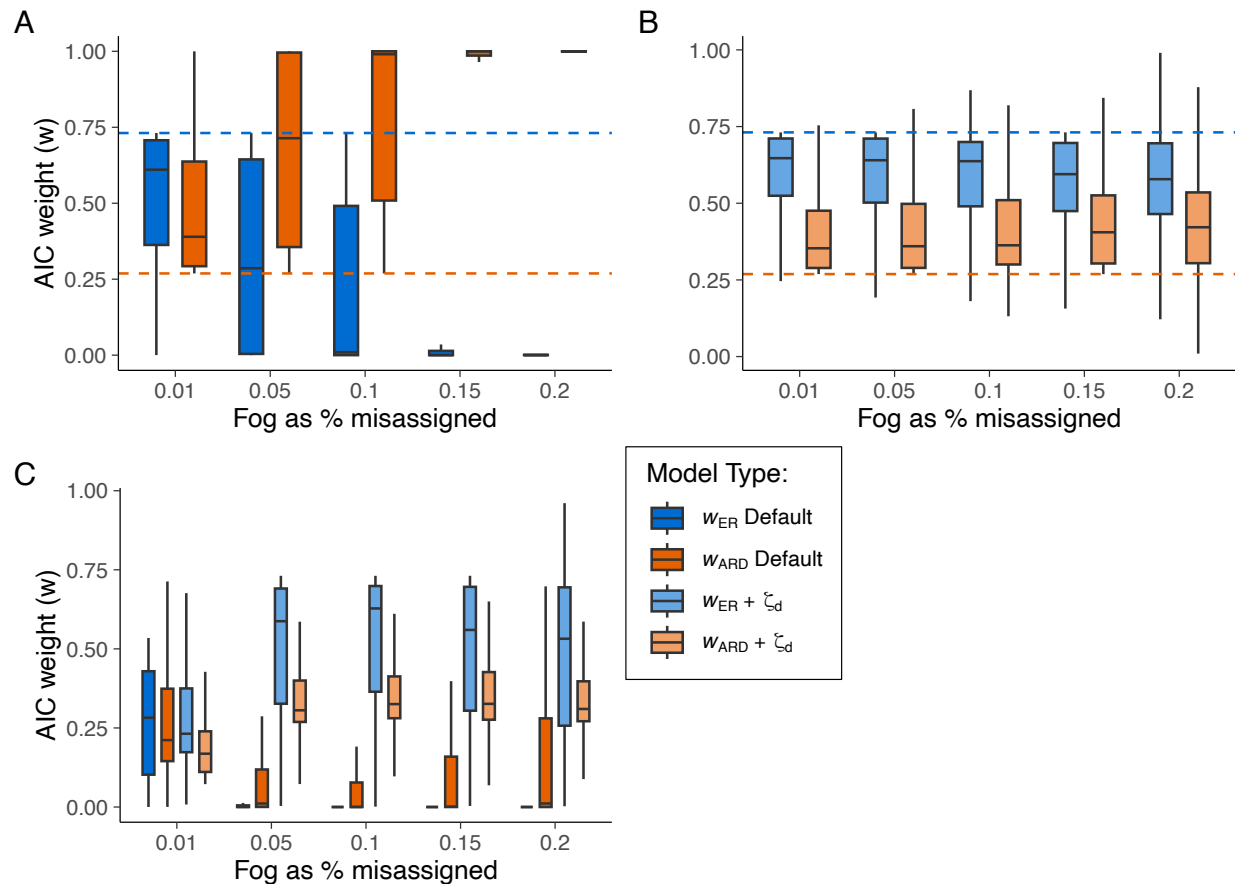 A
AIC weight (w)
1.00
0.75
0.50
0.25
0.00
0.01 0.05 0.1 0.15 0.2
Fog as % misassigned
B
AIC weight (w)
1.00
0.75
0.50
0.25
0.00
0.01 0.05 0.1 0.15 0.2
Fog as % misassigned
C
AIC weight (w)
1.00
0.75
0.50
0.25
0.00
0.01 0.05 0.1 0.15 0.2
Fog as % misassigned
Model Type:
wER Default
wARD Default
wER + ζd
wARD + ζd